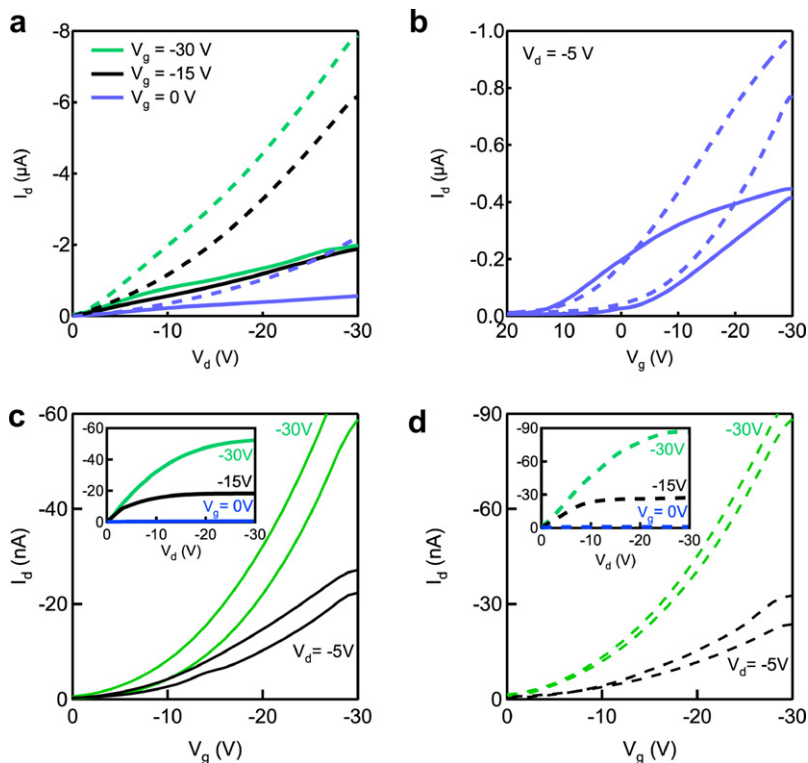 a
-8
-6
-4
-2
0
I_d (µA)
V_g = -30 V
V_g = -15 V
V_g = 0 V
0 -10 -20 -30
V_d (V)
b
-1.0
-0.8
-0.6
-0.4
-0.2
0.0
I_d (µA)
V_d = -5 V
20 10 0 -10 -20 -30
V_g (V)
c
-60
-40
-20
0
I_d (nA)
-30V
V_d= -5V
0 -10 -20 -30
V_g (V)
-60
-40
-20
0
-30V
-15V
V_g= 0V
0 -10 -20 -30
V_d (V)
d
-90
-60
-30
0
I_d (nA)
-30V
V_d= -5V
0 -10 -20 -30
V_g (V)
-90
-60
-30
0
-30V
-15V
V_g= 0V
0 -10 -20 -30
V_d (V)